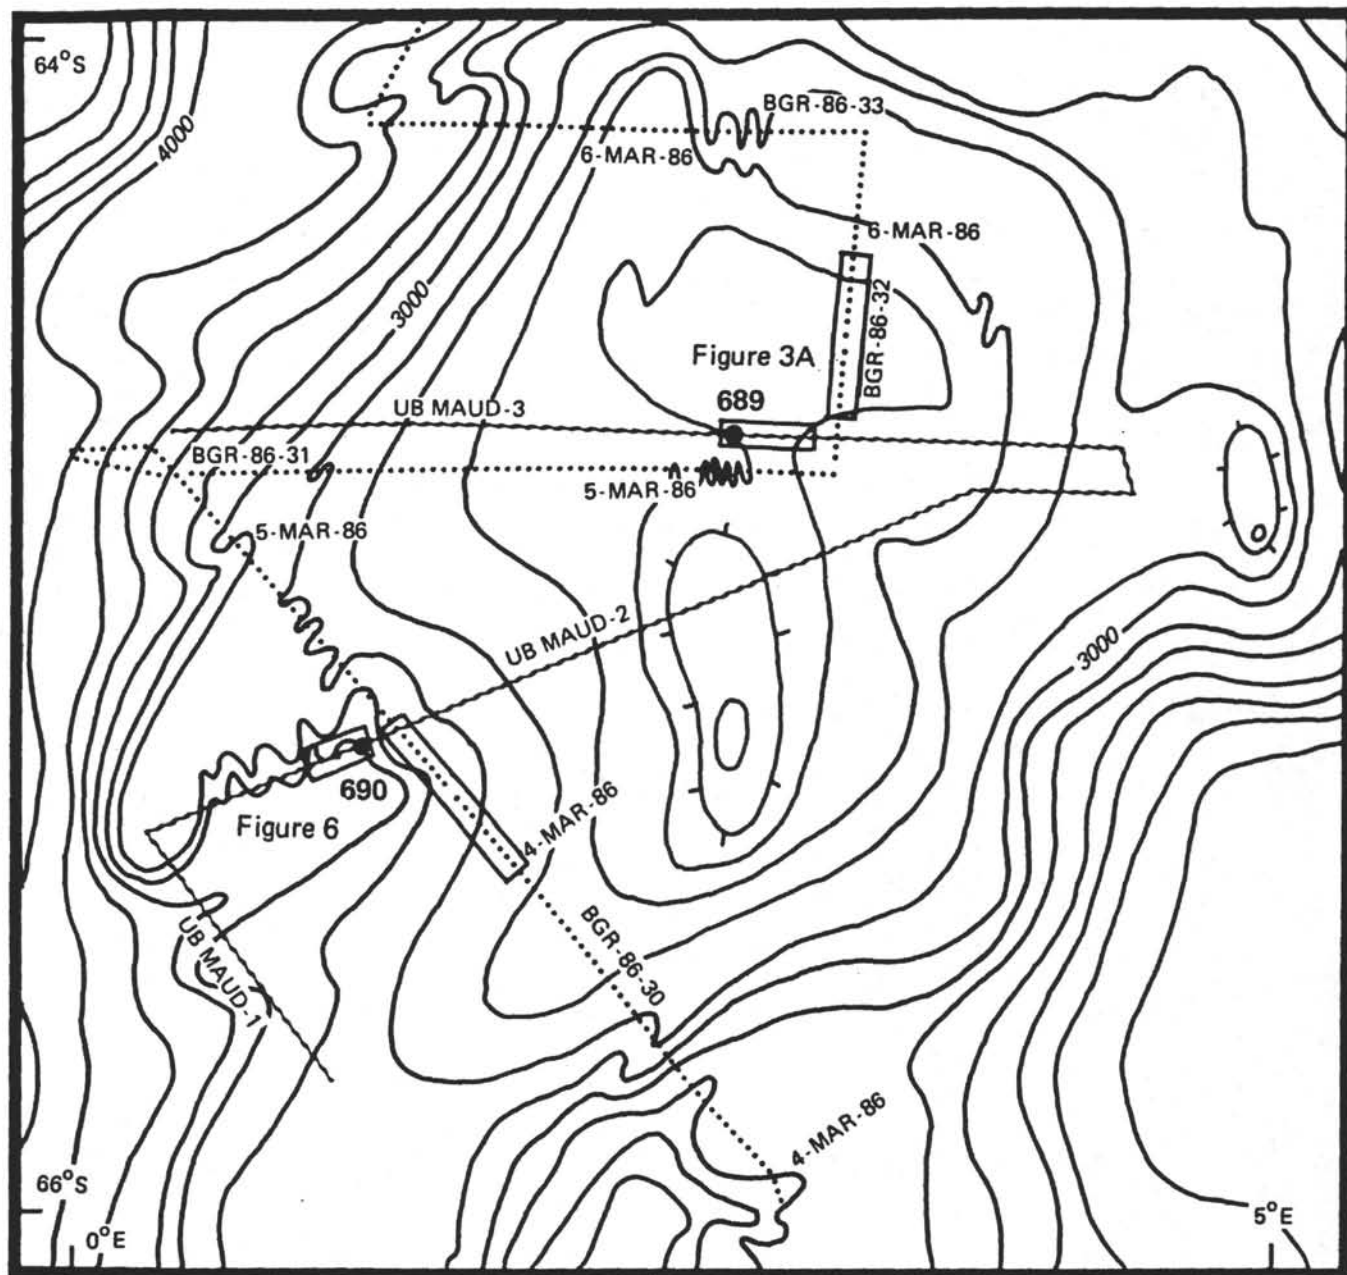 64°S
4000
BGR-86-33
6-MAR-86
6-MAR-86
3000
BGR-86-32
Figure 3A
689
UB MAUD-3
BGR-86-31
5-MAR-86
5-MAR-86
UB MAUD-2
3000
690
Figure 6
4-MAR-86
BGR-86-30
UB MAUD-1
4-MAR-86
66°S
0°E
5°E